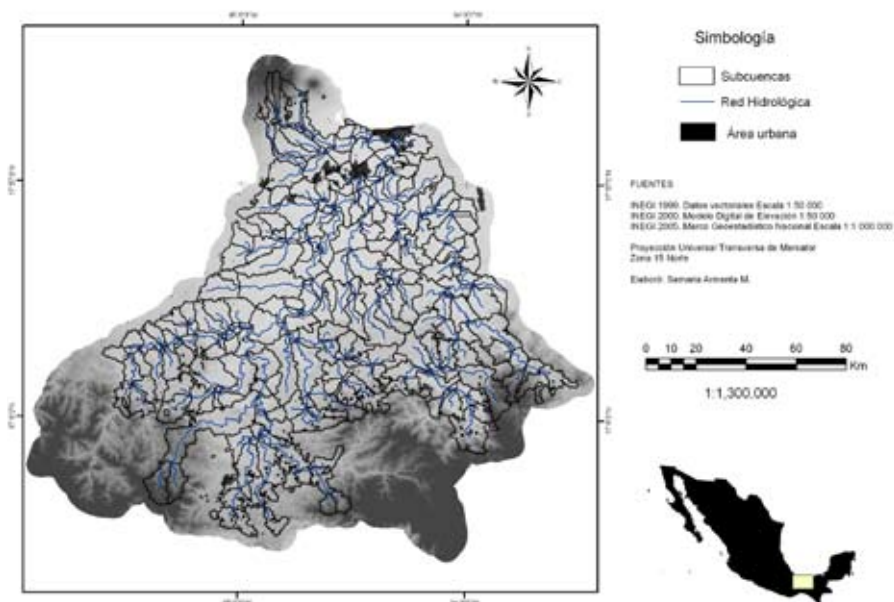 Simbología
Subcuencas
Red Hidrológica
Área urbana
FUENTES
INEGI 1999. Datos vectoriales Escala 1:50 000
INEGI 2000. Modelo Digital de Elevación 1:50 000
INEGI 2005. Marco Geoestadístico Nacional Escala 1:1 000 000
Proyección Universal Transversa de Mercator
Zona 15 Norte
Elaboró: Semaria Armenta M.
0 10 20 40 60 80
Km
1:1,300,000